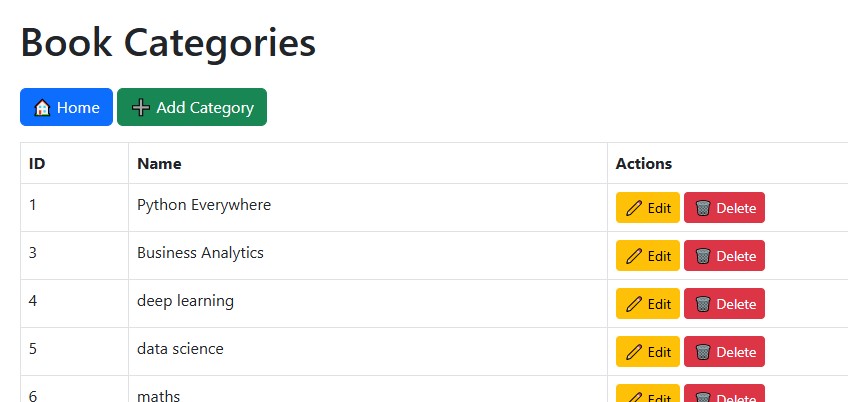 Book Categories
Home Add Category
ID Name Actions
1 Python Everywhere Edit Delete
3 Business Analytics Edit Delete
4 deep learning Edit Delete
5 data science Edit Delete
6 maths Edit Delete